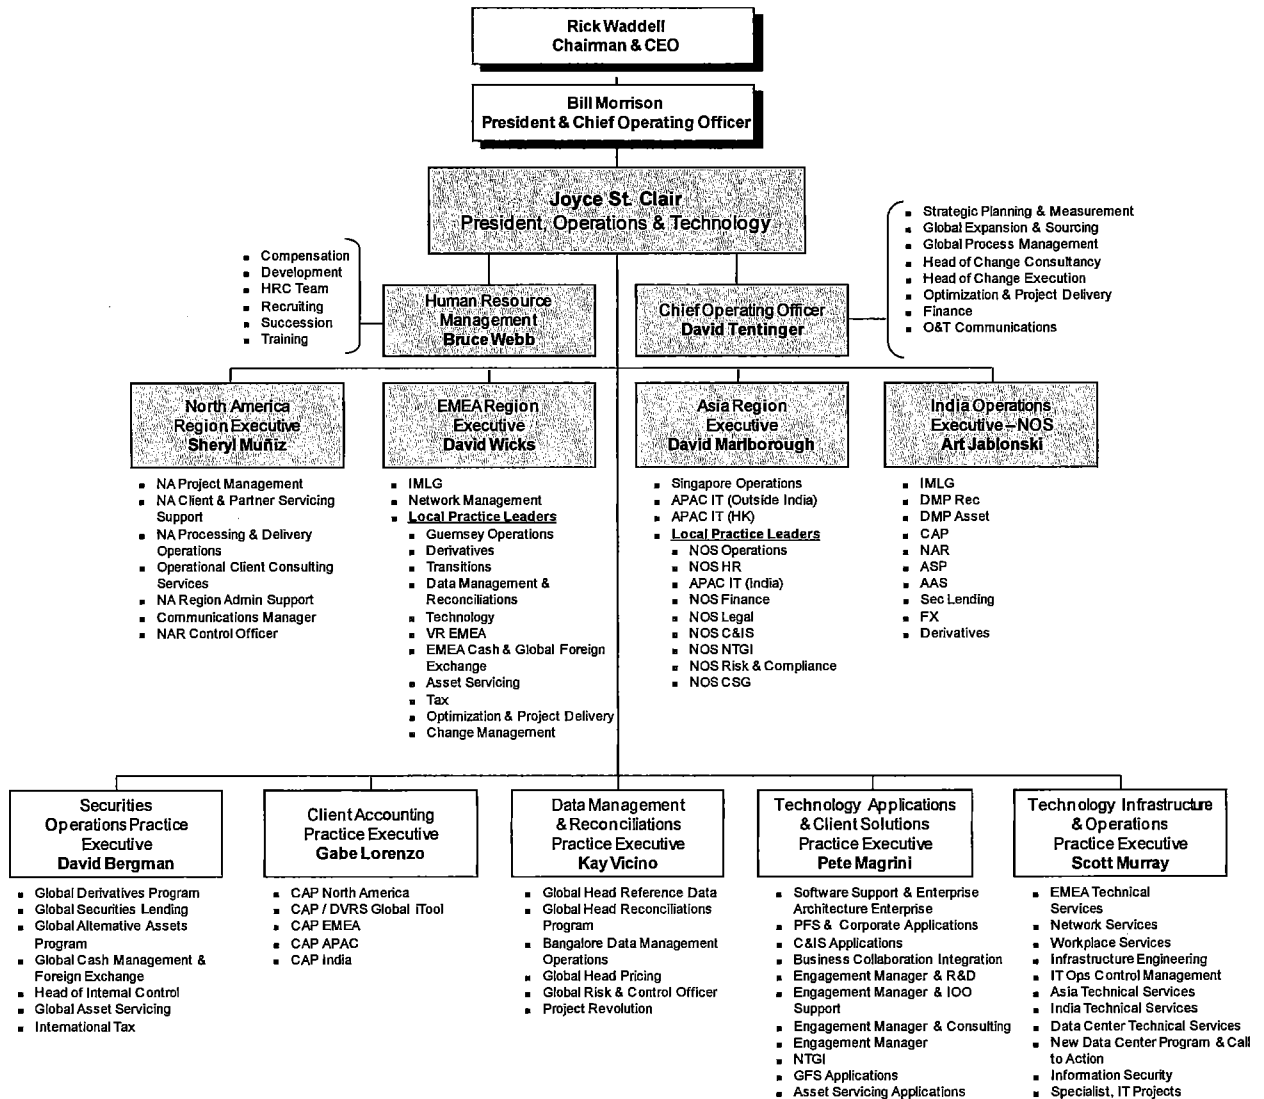 Rick Waddell
Chairman & CEO
Bill Morrison
President & Chief Operating Officer
Joyce St. Clair
President, Operations & Technology
Compensation
Development
HRC Team
Recruiting
Succession
Training
Human Resource
Management
Bruce Webb
Chief Operating Officer
David Tentinger
Strategic Planning & Measurement
Global Expansion & Sourcing
Global Process Management
Head of Change Consultancy
Head of Change Execution
Optimization & Project Delivery
Finance
O&T Communications
North America
Region Executive
Sheryl Muñiz
NA Project Management
NA Client & Partner Servicing
Support
NA Processing & Delivery
Operations
Operational Client Consulting
Services
NA Region Admin Support
Communications Manager
NAR Control Officer
EMEA Region
Executive
David Wicks
IMLG
Network Management
Local Practice Leaders
Guernsey Operations
Derivatives
Transitions
Data Management &
Reconciliations
Technology
VR EMEA
EMEA Cash & Global Foreign
Exchange
Asset Servicing
Tax
Optimization & Project Delivery
Change Management
Asia Region
Executive
David Marlborough
Singapore Operations
APAC IT (Outside India)
APAC IT (HK)
Local Practice Leaders
NOS Operations
NOS HR
APAC IT (India)
NOS Finance
NOS Legal
NOS C&IS
NOS NTGI
NOS Risk & Compliance
NOS CSG
India Operations
Executive – NOS
Art Jablonski
IMLG
DMP Rec
DMP Asset
CAP
NAR
ASP
AAS
Sec Lending
FX
Derivatives
Securities
Operations Practice
Executive
David Bergman
Global Derivatives Program
Global Securities Lending
Global Alternative Assets
Program
Global Cash Management &
Foreign Exchange
Head of Internal Control
Global Asset Servicing
International Tax
Client Accounting
Practice Executive
Gabe Lorenzo
CAP North America
CAP / DVRS Global iTool
CAP EMEA
CAP APAC
CAP India
Data Management
& Reconciliations
Practice Executive
Kay Vicino
Global Head Reference Data
Global Head Reconciliations
Program
Bangalore Data Management
Operations
Global Head Pricing
Global Risk & Control Officer
Project Revolution
Technology Applications
& Client Solutions
Practice Executive
Pete Magrini
Software Support & Enterprise
Architecture Enterprise
PFS & Corporate Applications
C&IS Applications
Business Collaboration Integration
Engagement Manager & R&D
Engagement Manager & IOO
Support
Engagement Manager & Consulting
Engagement Manager
NTGI
GFS Applications
Asset Servicing Applications
Technology Infrastructure
& Operations
Practice Executive
Scott Murray
EMEA Technical
Services
Network Services
Workplace Services
Infrastructure Engineering
IT Ops Control Management
Asia Technical Services
India Technical Services
Data Center Technical Services
New Data Center Program & Call
to Action
Information Security
Specialist, IT Projects